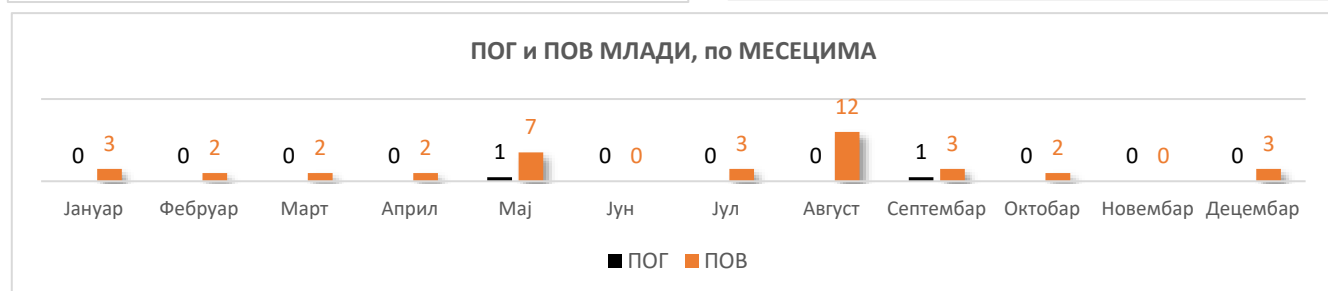 ПОГ и ПОВ МЛАДИ, по МЕСЕЦИМА
0 3 0 2 0 2 0 2 1 7 0 0 0 3 0 12 1 3 0 2 0 0 0 3
Јануар Фебруар Март Април Мај Јун Јул Август Септембар Октобар Новембар Децембар
ПОГ ПОВ